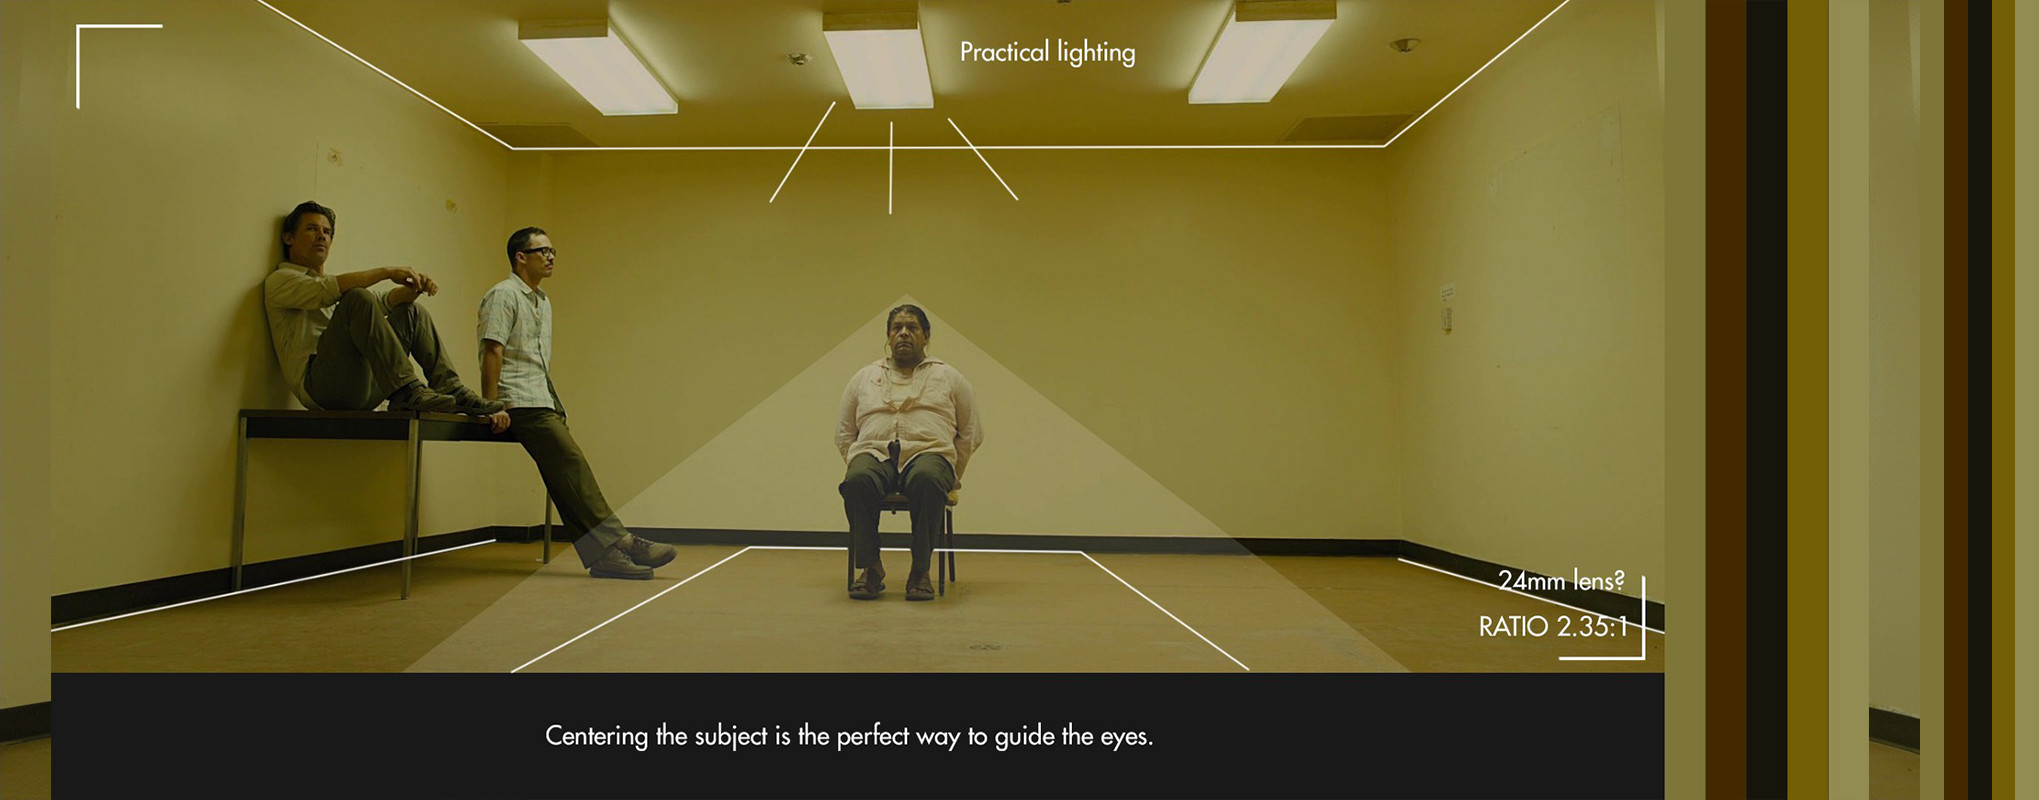 Practical lighting
24mm lens?
RATIO 2.35:1
Centering the subject is the perfect way to guide the eyes.